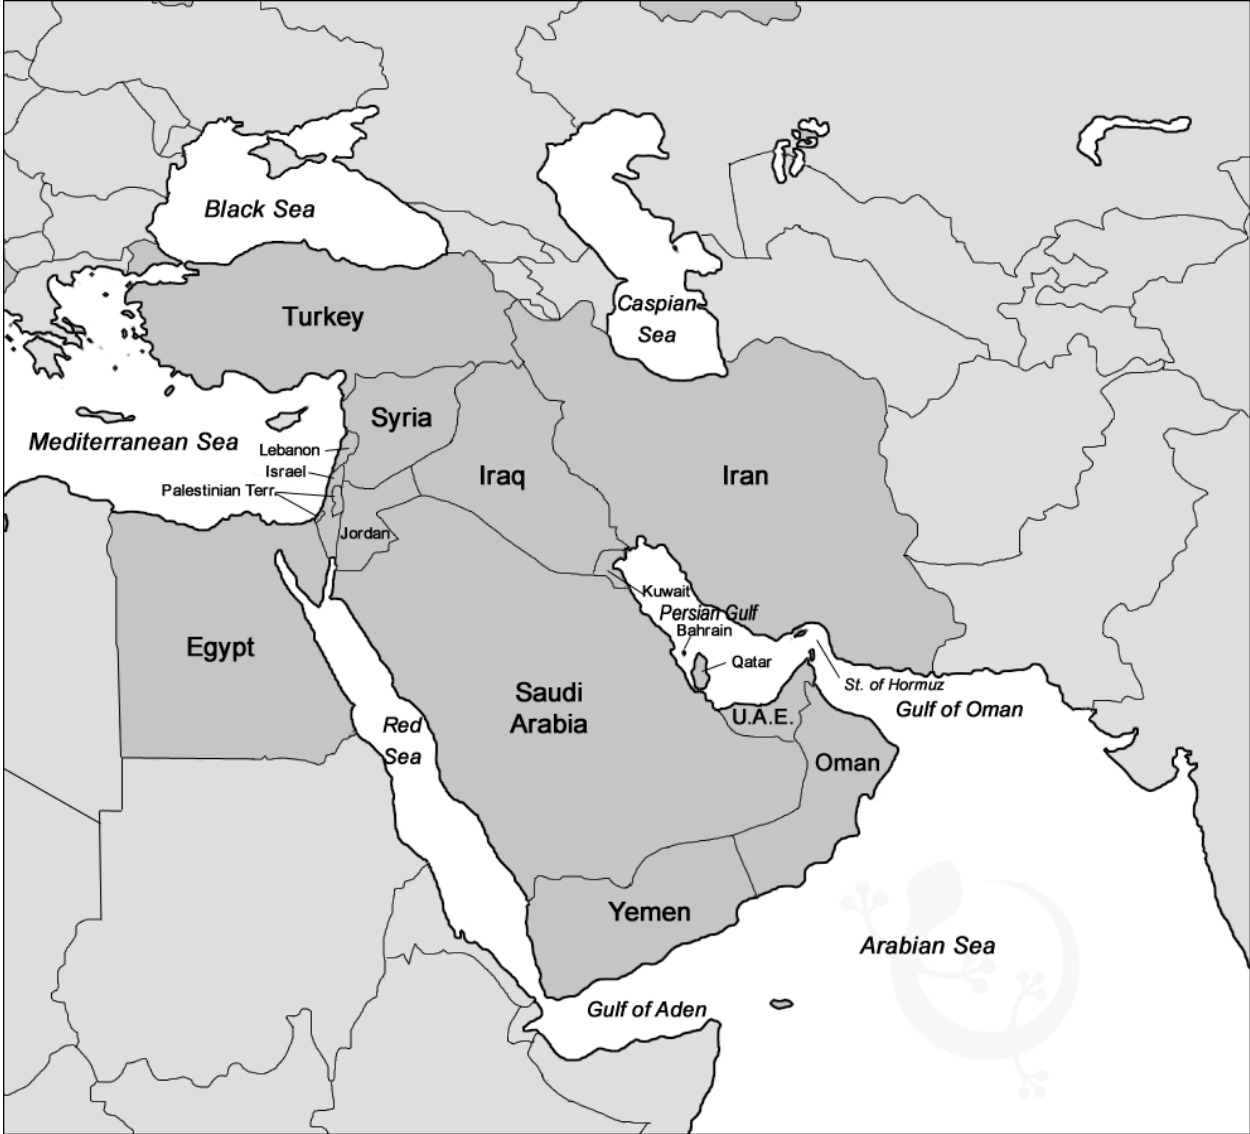 Black Sea
Caspian
Sea
Turkey
Syria
Mediterranean Sea
Lebanon
Israel
Palestinian Terr.
Iraq
Iran
Jordan
Kuwait
Persian Gulf
Bahrain
Egypt
Qatar
St. of Hormuz
Saudi
Arabia
Gulf of Oman
U.A.E.
Red
Sea
Oman
Yemen
Arabian Sea
Gulf of Aden